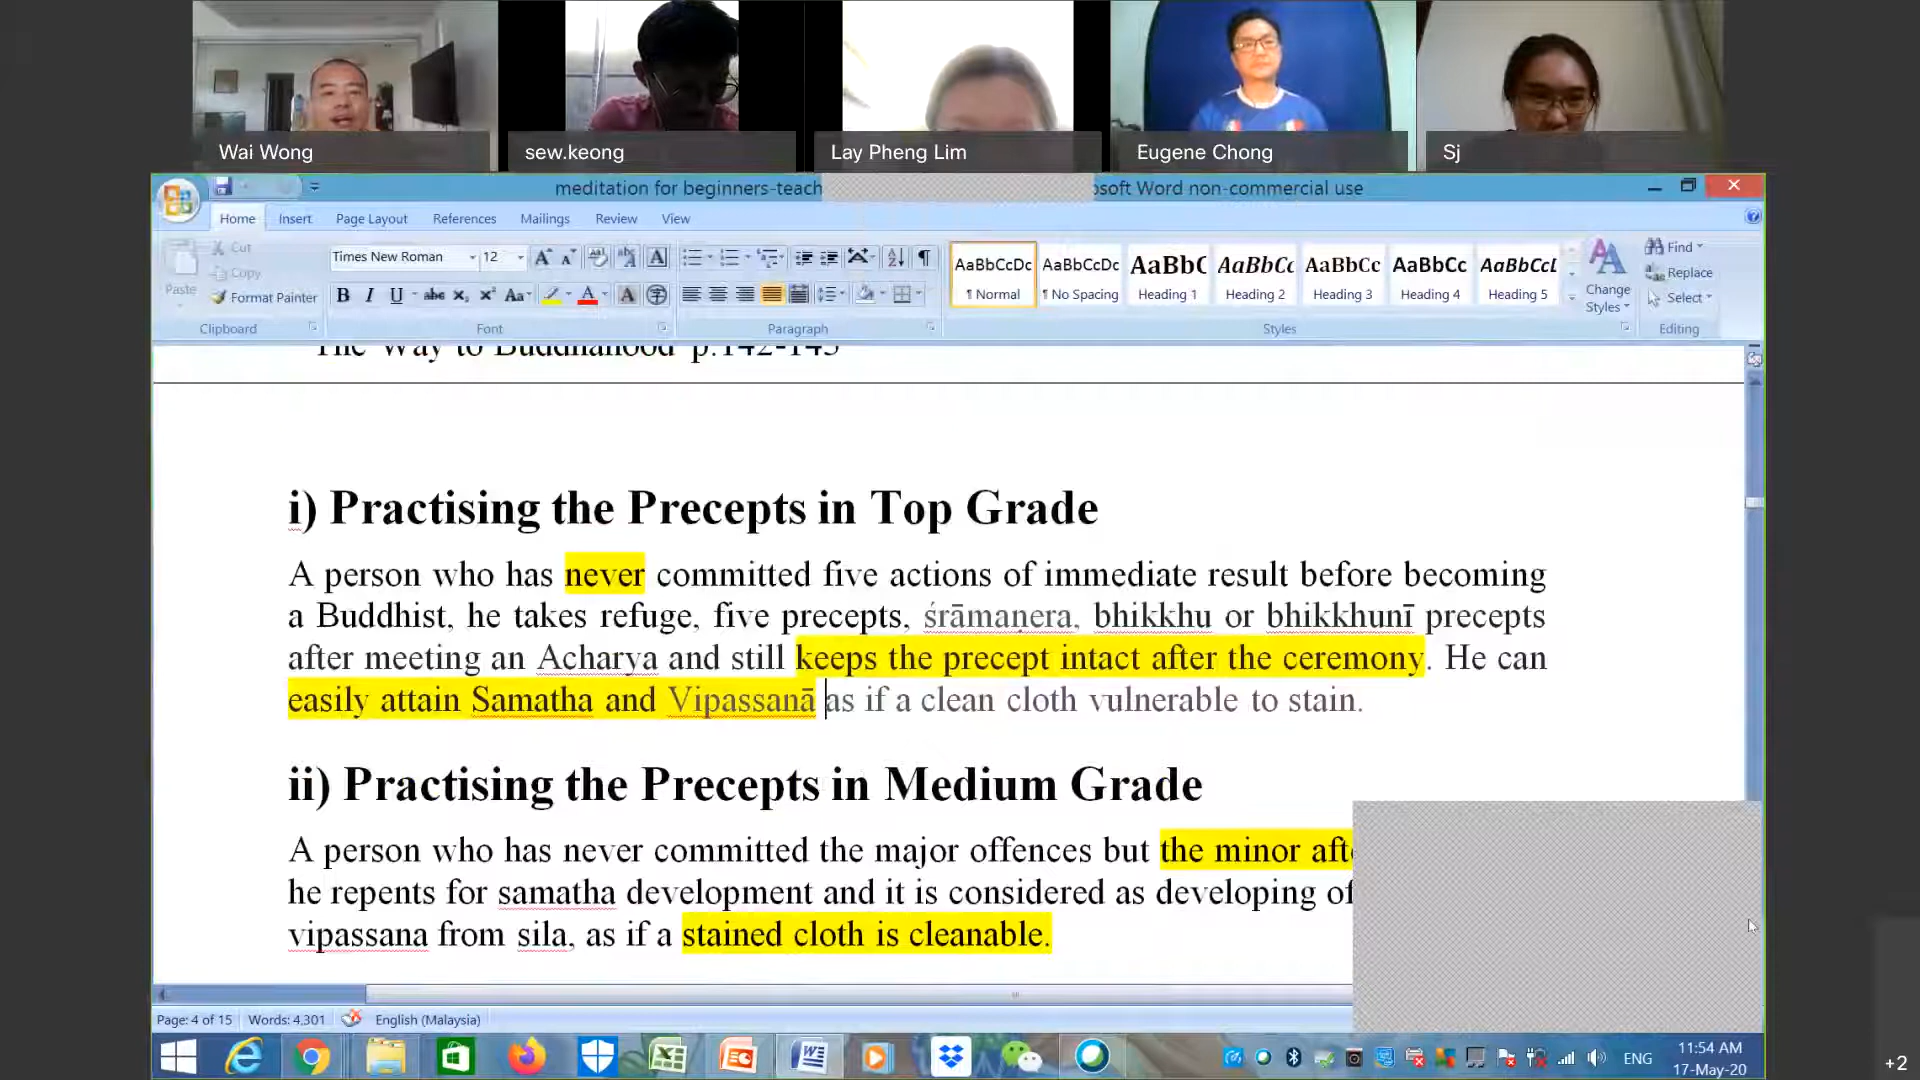 Wai Wong
sew.keong
Lay Pheng Lim
Eugene Chong
Sj
meditation for beginners-teach
osoft Word non-commercial use
Home Insert Page Layout References Mailings Review View
Paste
Cut
Copy
Format Painter
Clipboard
Times New Roman 12
Font
Paragraph
AaBbCcDc AaBbCcDc AaBbC AaBbCc AaBbCc AaBbCc AaBbCcL
¶ Normal ¶ No Spacing Heading 1 Heading 2 Heading 3 Heading 4 Heading 5
Change
Styles
Styles
Find
Replace
Select
Editing
The Way to Buddhahood p.142-145
i) Practising the Precepts in Top Grade
A person who has never committed five actions of immediate result before becoming
a Buddhist, he takes refuge, five precepts, śrāmaṇera, bhikkhu or bhikkhunī precepts
after meeting an Acharya and still keeps the precept intact after the ceremony. He can
easily attain Samatha and Vipassanā as if a clean cloth vulnerable to stain.
ii) Practising the Precepts in Medium Grade
A person who has never committed the major offences but the minor
he repents for samatha development and it is considered as developing of
vipassana from sila, as if a stained cloth is cleanable.
Page: 4 of 15 Words: 4,301 English (Malaysia)
ENG
11:54 AM
17-May-20
+2